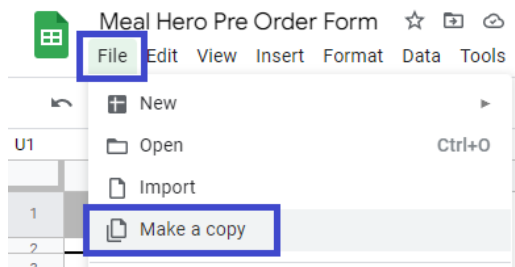 Meal Hero Pre Order Form
File Edit View Insert Format Data Tools
New
U1
Open Ctrl+O
Import
1
Make a copy
2